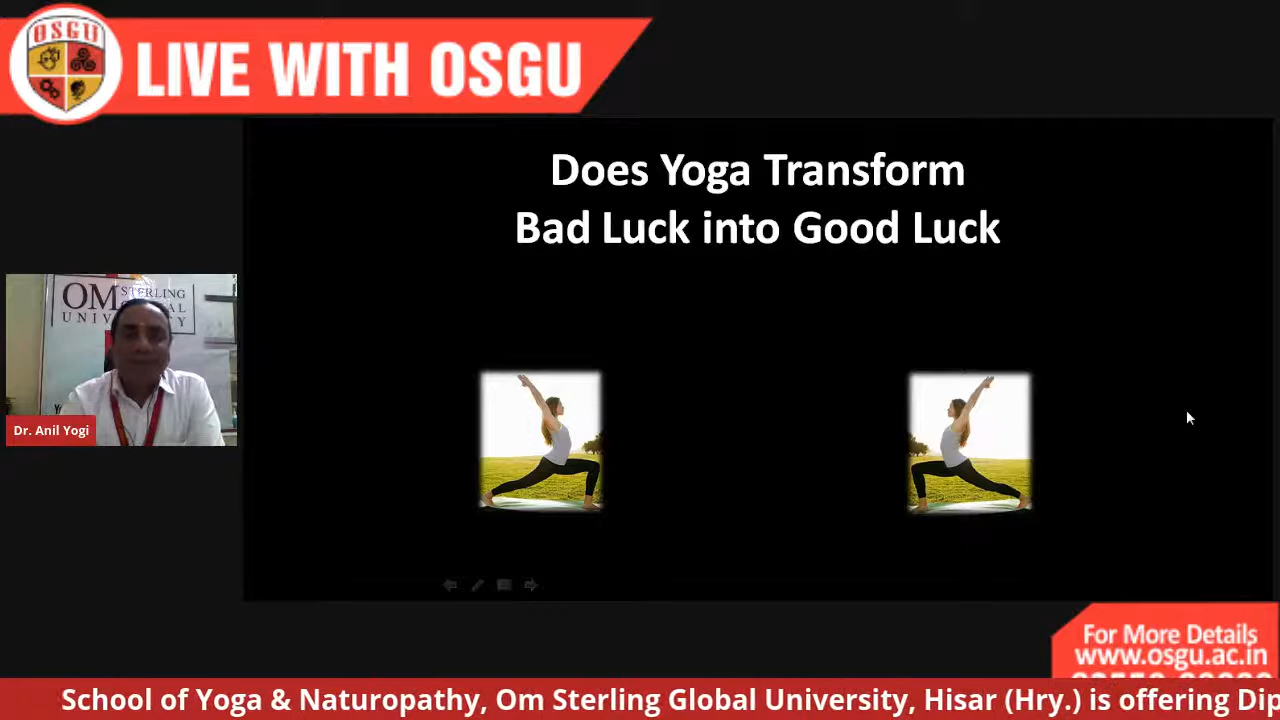 OSGU
LIVE WITH OSGU
Does Yoga Transform
Bad Luck into Good Luck
OM STERLING
Dr. Anil Yogi
For More Details
www.osgu.ac.in
School of Yoga & Naturopathy, Om Sterling Global University, Hisar (Hry.) is offering Dip